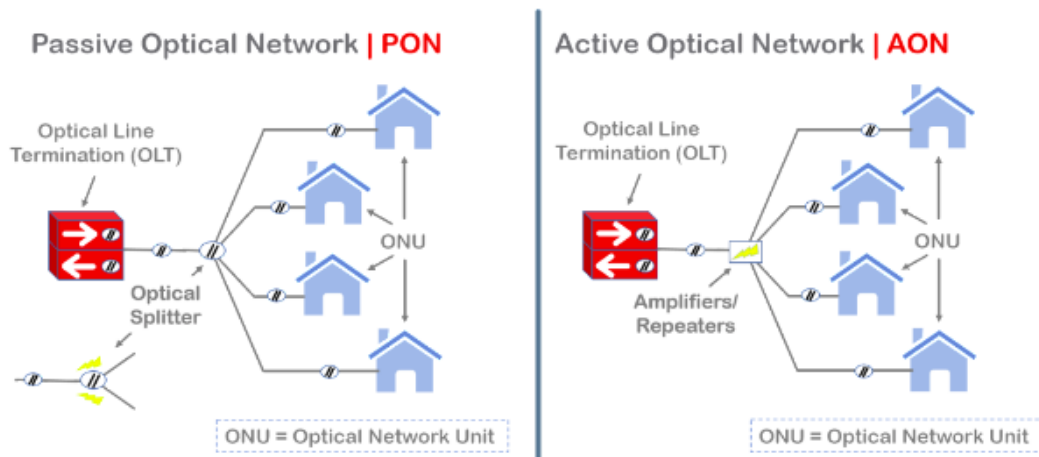 Passive Optical Network | PON
Optical Line
Termination (OLT)
ONU
Optical
Splitter
ONU = Optical Network Unit
Active Optical Network | AON
Optical Line
Termination (OLT)
ONU
Amplifiers/
Repeaters
ONU = Optical Network Unit